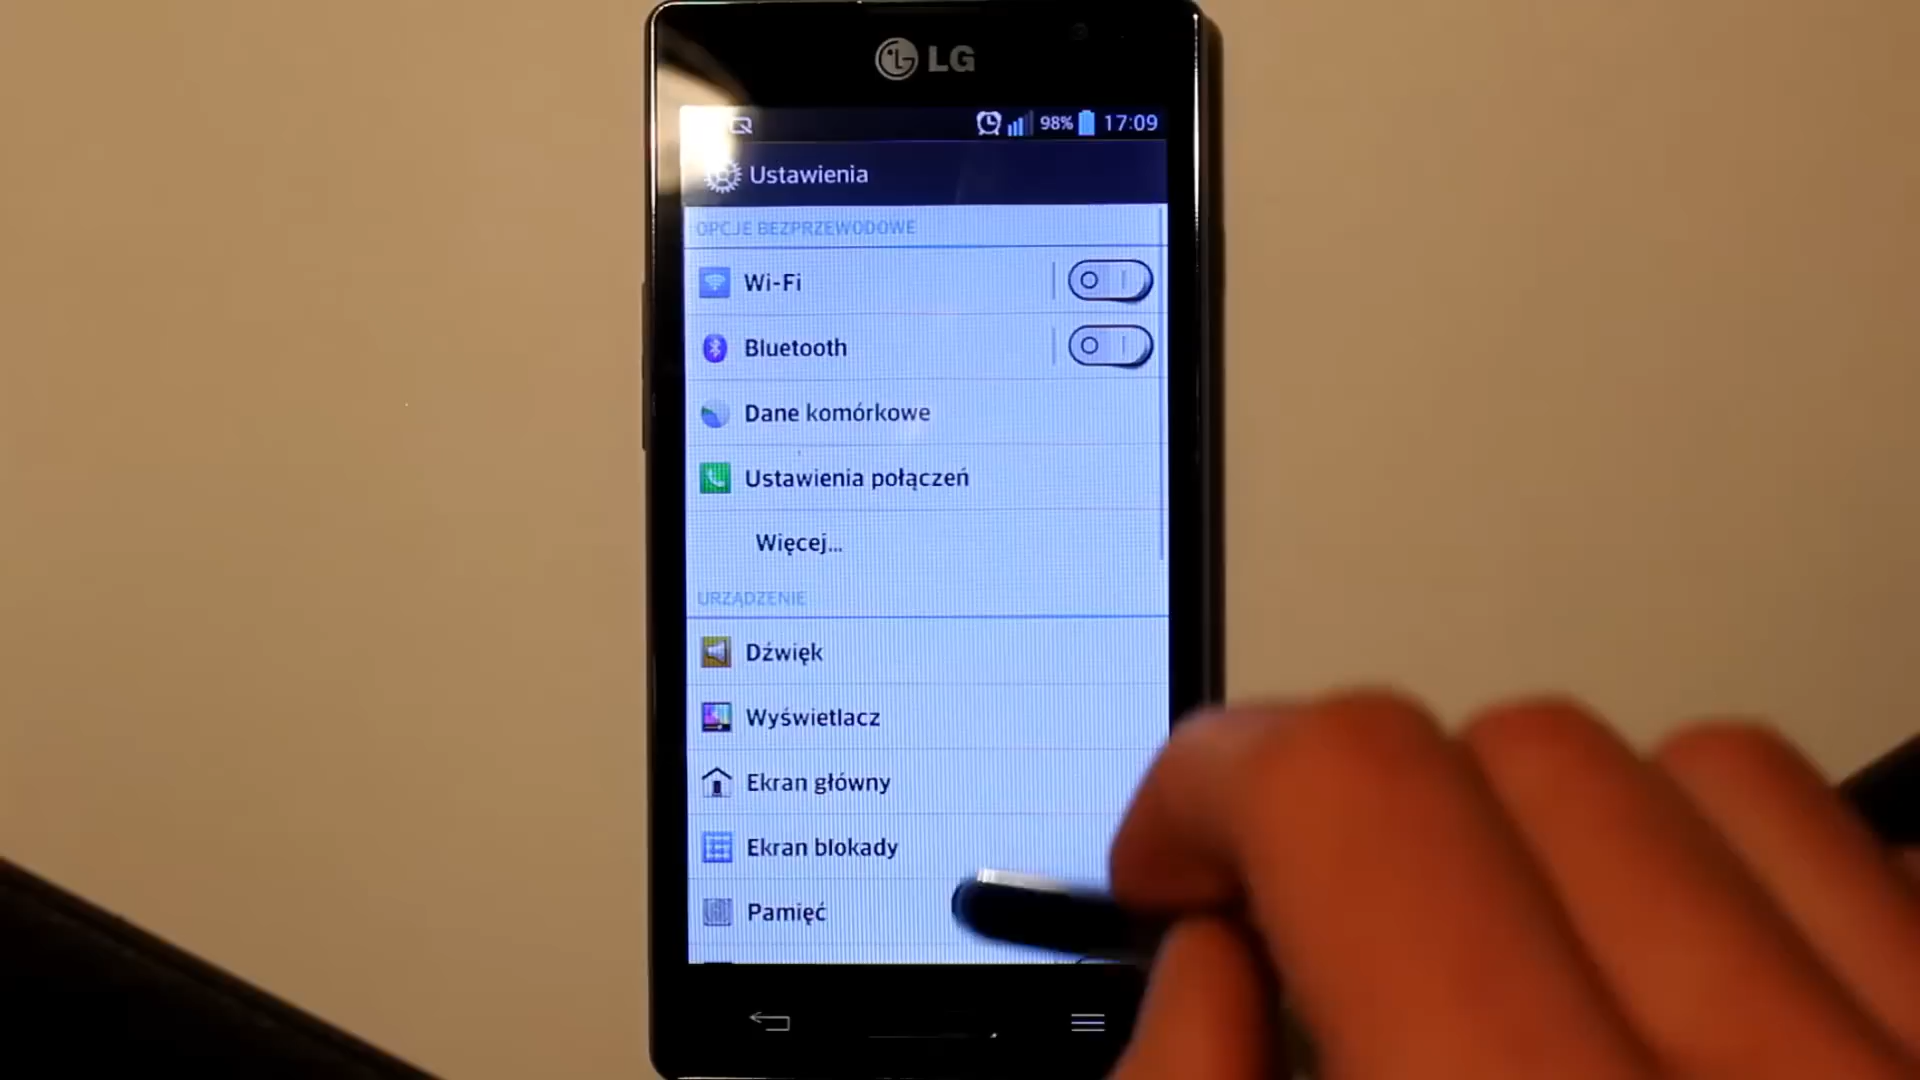 LG
98% 17:09
Ustawienia
OPCJE BEZPRZEWODOWE
Wi-Fi
Bluetooth
Dane komórkowe
Ustawienia połączeń
Więcej...
URZĄDZENIE
Dźwięk
Wyświetlacz
Ekran główny
Ekran blokady
Pamięć